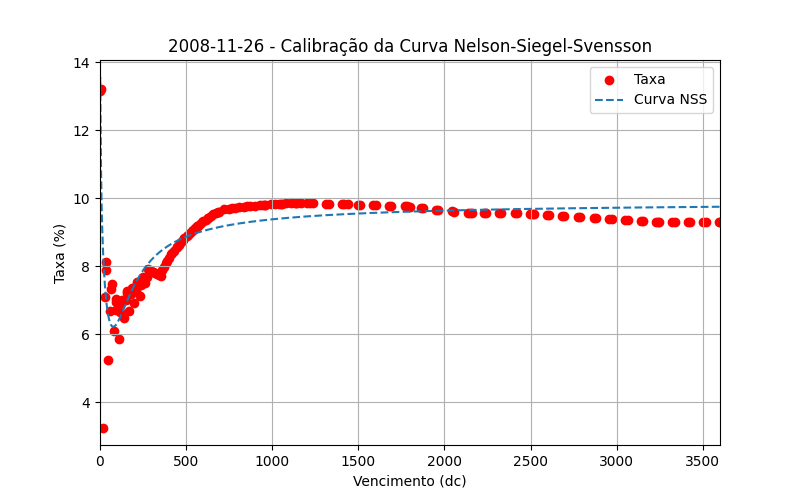 2008-11-26 - Calibração da Curva Nelson-Siegel-Svensson
Taxa
Curva NSS
14
12
10
8
6
4
Taxa (%)
0 500 1000 1500 2000 2500 3000 3500
Vencimento (dc)